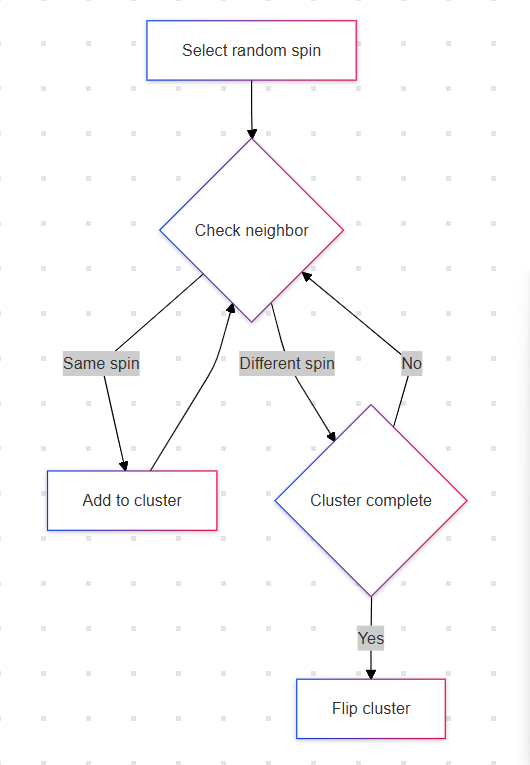 Select random spin
Check neighbor
Same spin
Different spin
No
Add to cluster
Cluster complete
Yes
Flip cluster